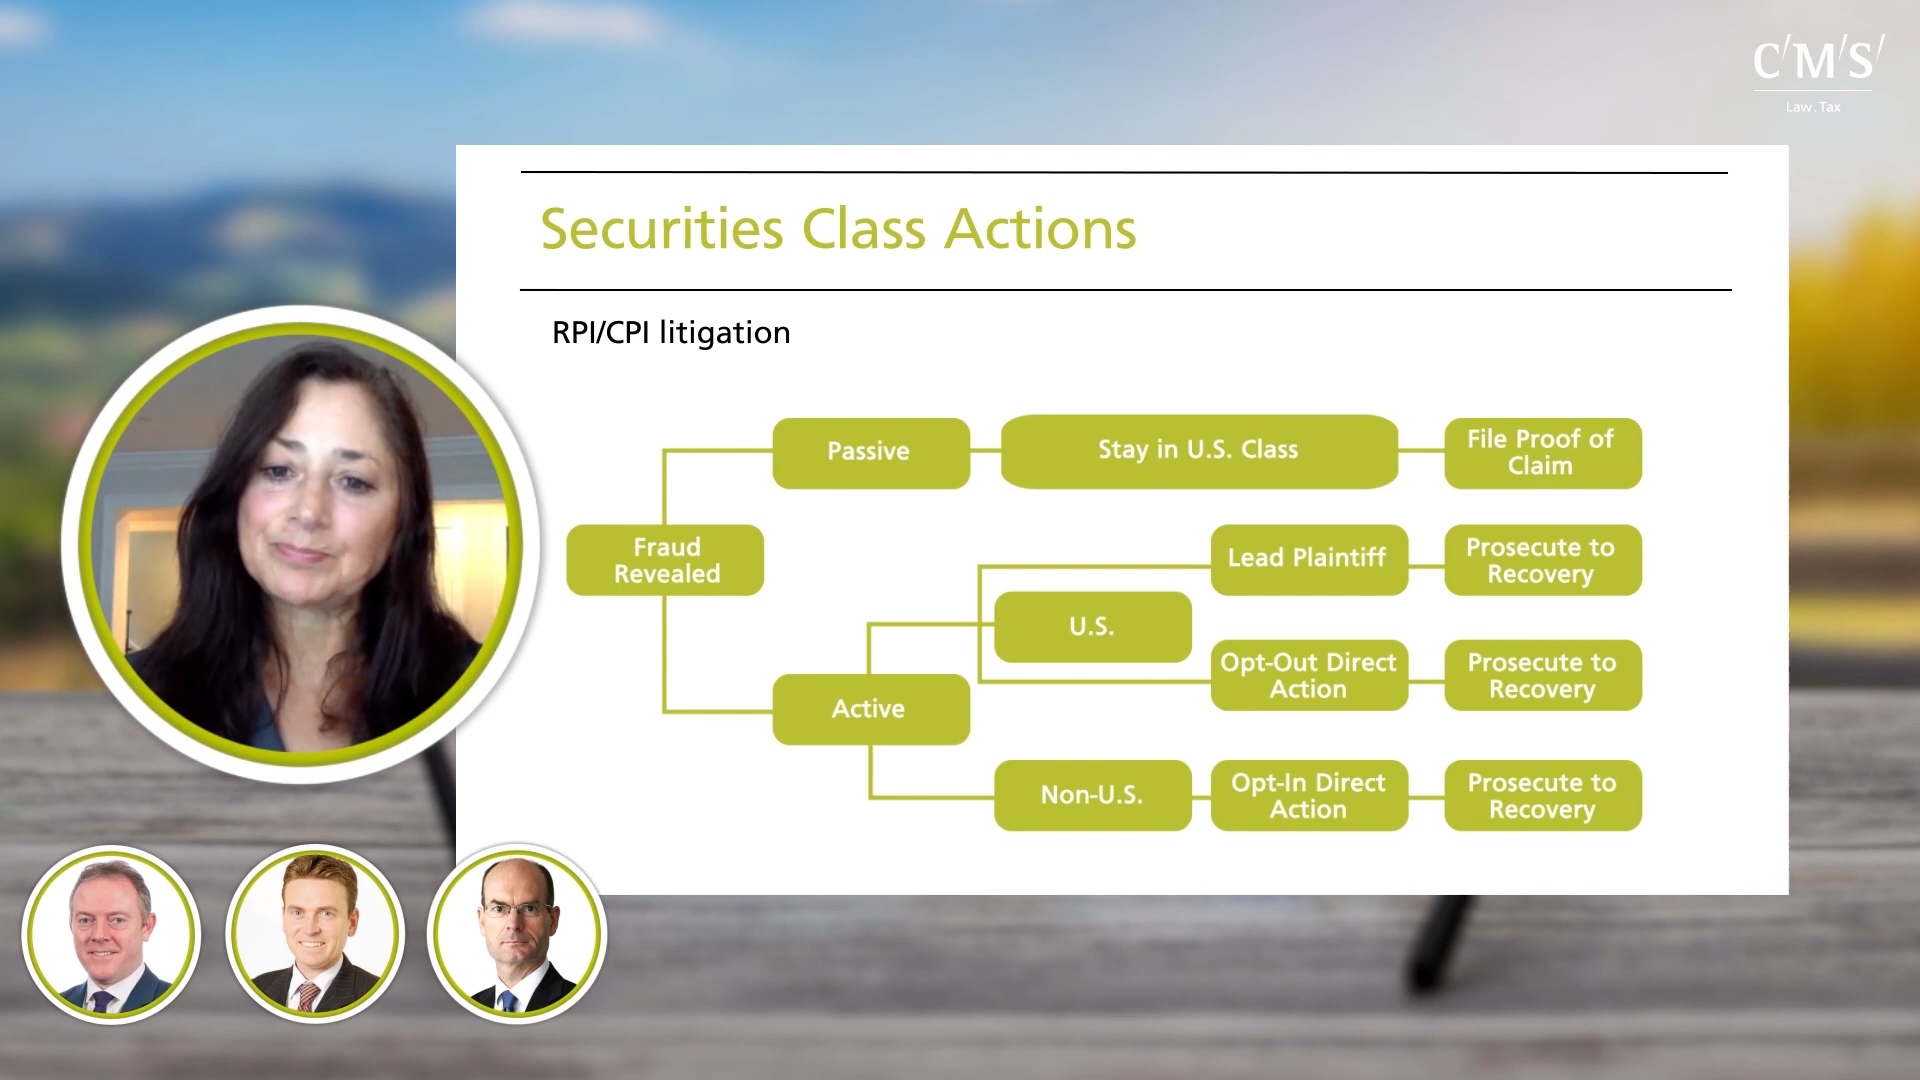 C/M/S/
Law.Tax
Securities Class Actions
RPI/CPI litigation
Passive
Stay in U.S. Class
File Proof of
Claim
Fraud
Revealed
Lead Plaintiff
Prosecute to
Recovery
U.S.
Opt-Out Direct
Action
Prosecute to
Recovery
Active
Non-U.S.
Opt-In Direct
Action
Prosecute to
Recovery